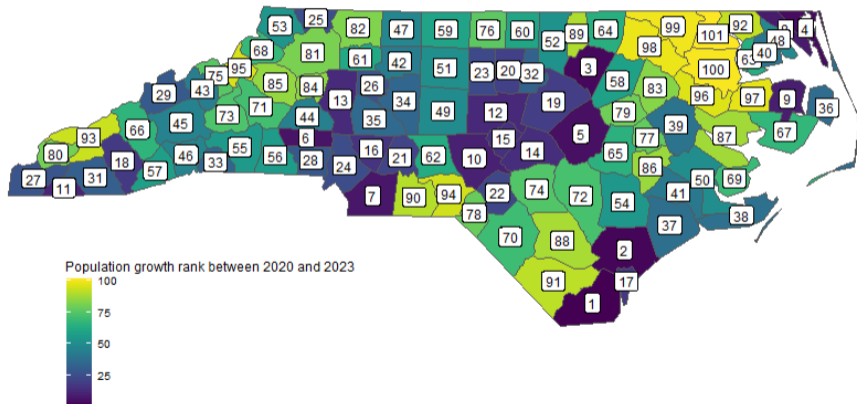 53 25 82 47 59 76 60 52 89 64 99 101 92 4
68 81 61 42 51 23 20 32 3 98 63 40 48
75 95 85 84 13 26 34 49 12 19 58 83 100
29 43 73 71 44 35 15 5 79 96 97 9 36
93 66 45 6 16 21 62 10 14 65 77 39 87 67
80 18 46 33 55 56 28 24 86
27 11 31 57 7 90 94 22 74 72 54 41 50 69
78 70 88 2 37 38
91 1 17
Population growth rank between 2020 and 2023
100
75
50
25